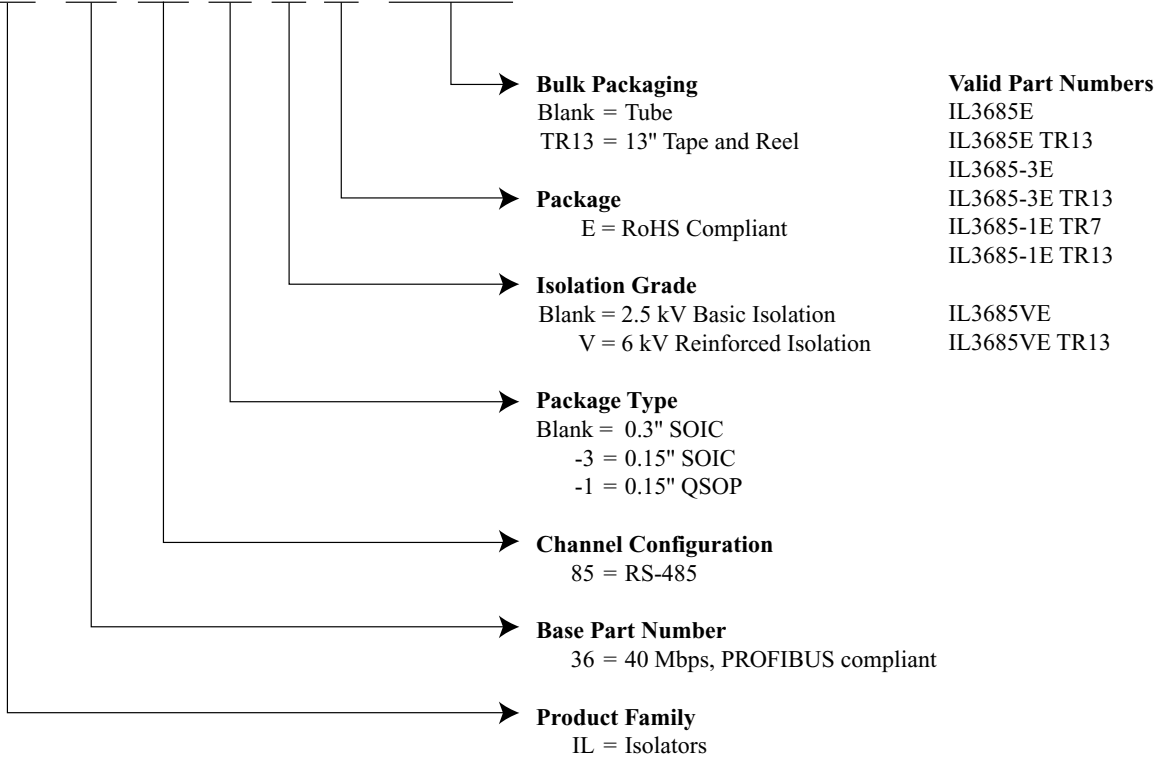 Bulk Packaging
Blank = Tube
TR13 = 13" Tape and Reel
Package
E = RoHS Compliant
Isolation Grade
Blank = 2.5 kV Basic Isolation
V = 6 kV Reinforced Isolation
Package Type
Blank = 0.3" SOIC
-3 = 0.15" SOIC
-1 = 0.15" QSOP
Channel Configuration
85 = RS-485
Base Part Number
36 = 40 Mbps, PROFIBUS compliant
Product Family
IL = Isolators
Valid Part Numbers
IL3685E
IL3685E TR13
IL3685-3E
IL3685-3E TR13
IL3685-1E TR7
IL3685-1E TR13
IL3685VE
IL3685VE TR13